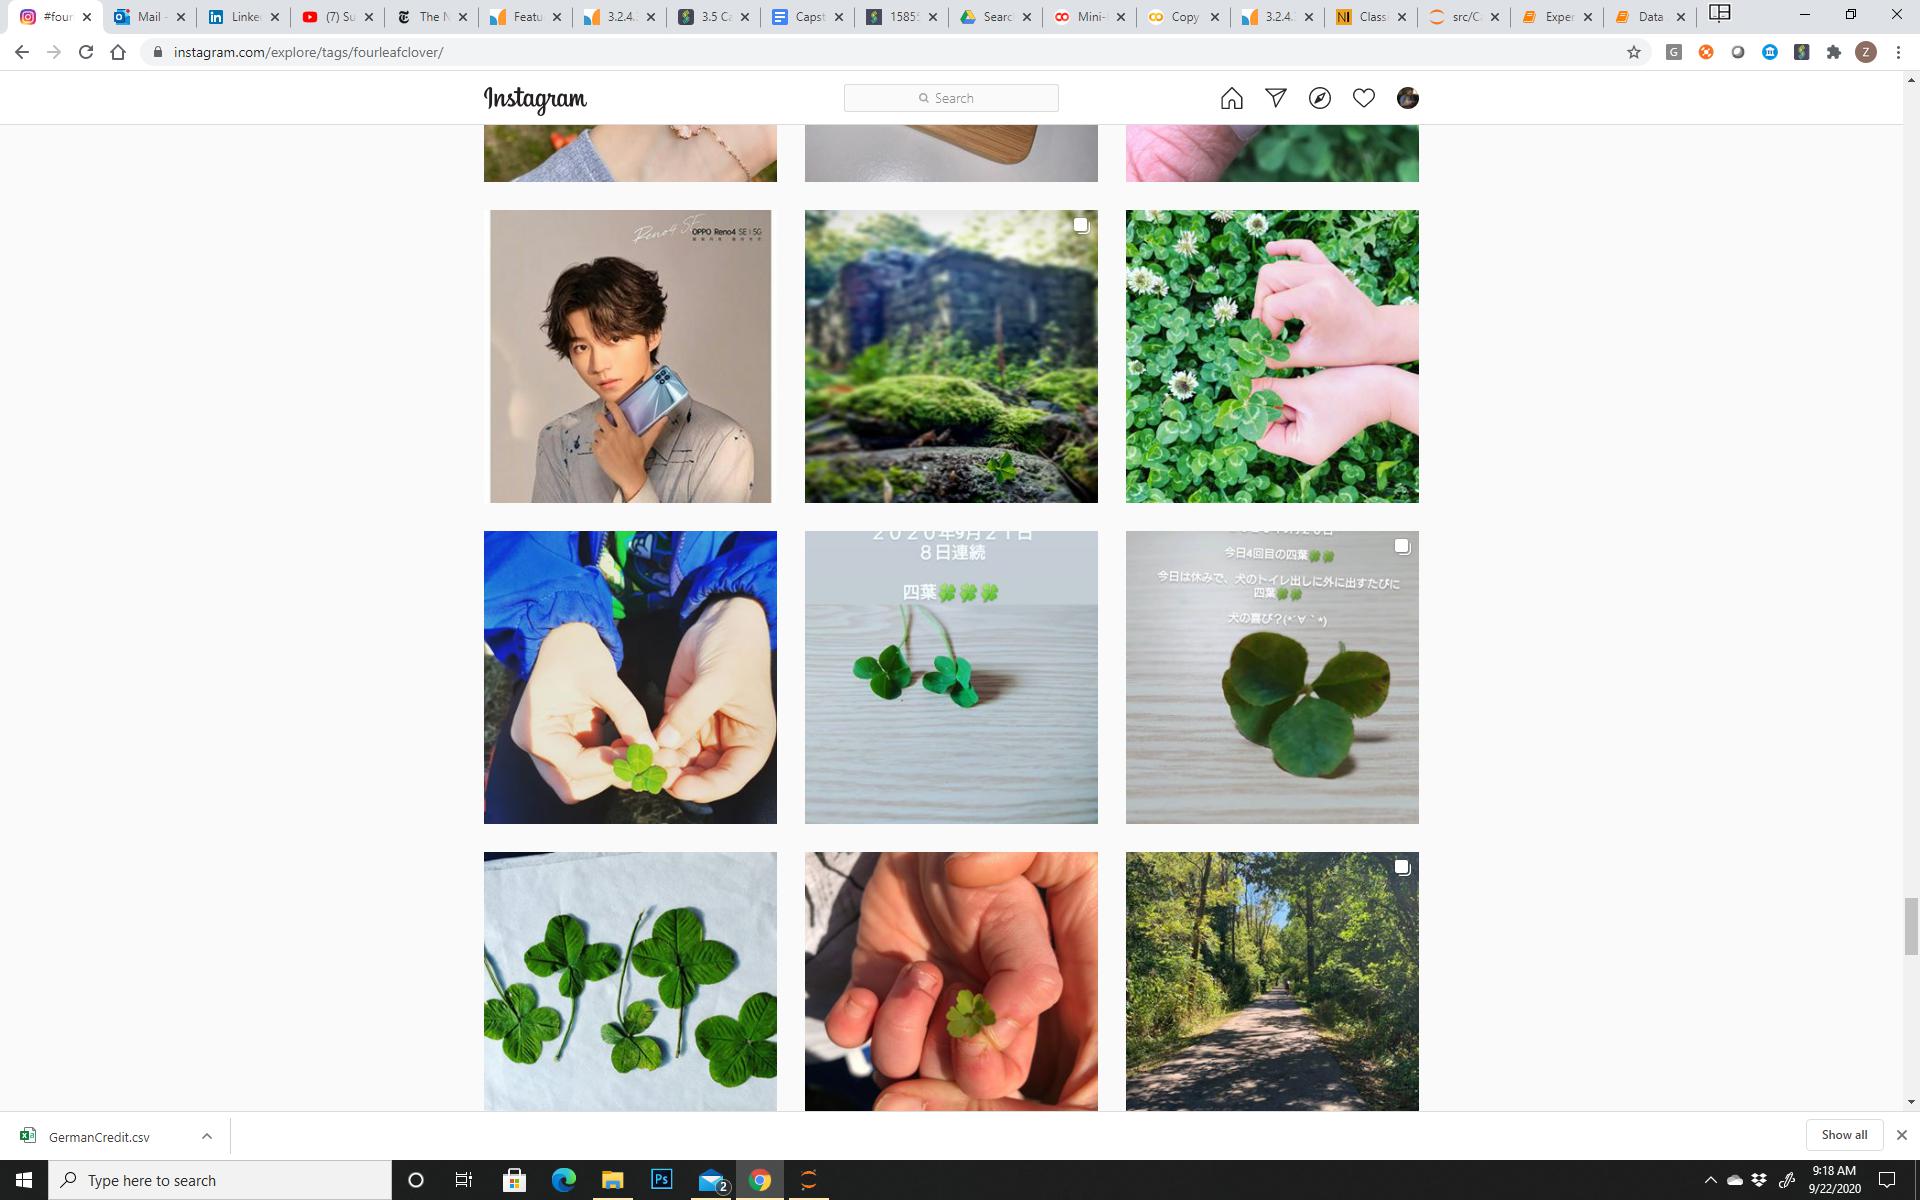 #four
Mail -
Linke
(7) Su
The N
Featu
3.2.4.
3.5 Ca
Capst
1585
Searc
Mini-
Copy
3.2.4.
Classi
src/C
Exper
Data
instagram.com/explore/tags/fourleafclover/
G
Z
Instagram
Search
Reno4 SE
OPPO Reno4 SE | 5G
2020年9月21日
8日連続
四葉🍀🍀🍀
今日4回目の四葉🍀🍀
今日は休みで、犬のトイレ出しに外に出すたびに
四葉🍀🍀
犬の喜び?(*´∀`*)
GermanCredit.csv
Show all
Type here to search
Ps
2
9:18 AM
9/22/2020